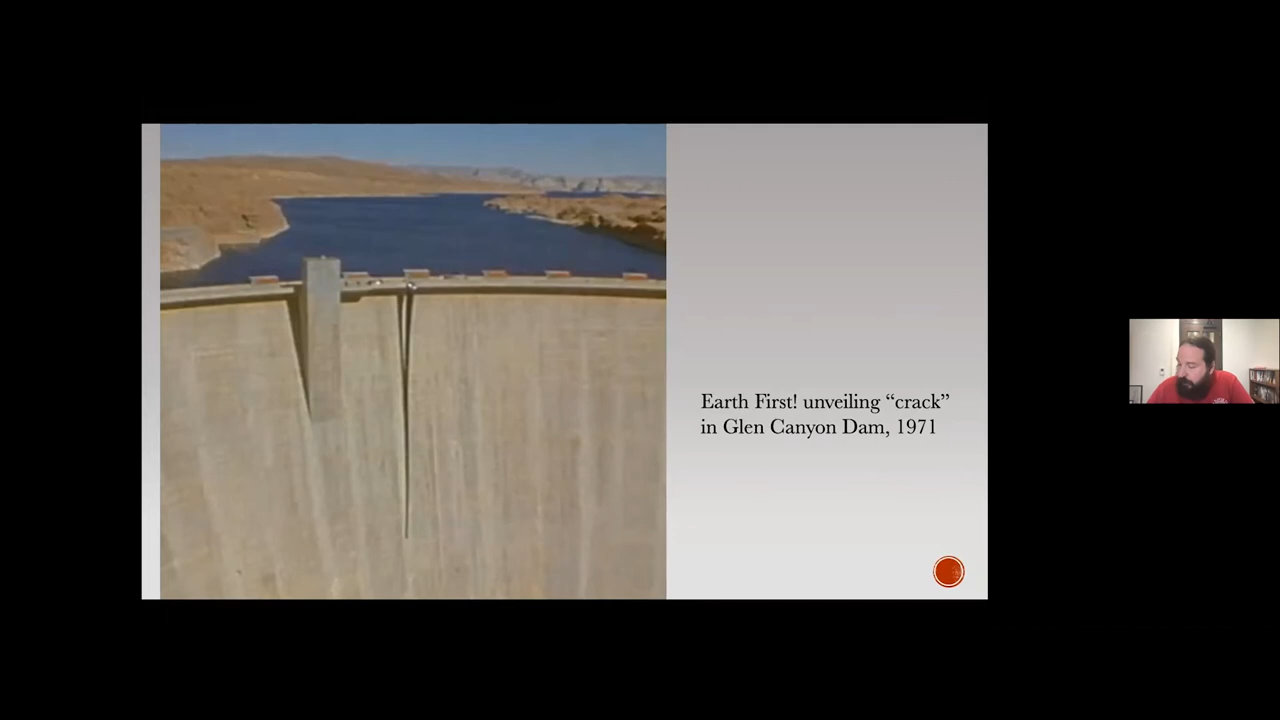 Earth First! unveiling “crack”
in Glen Canyon Dam, 1971